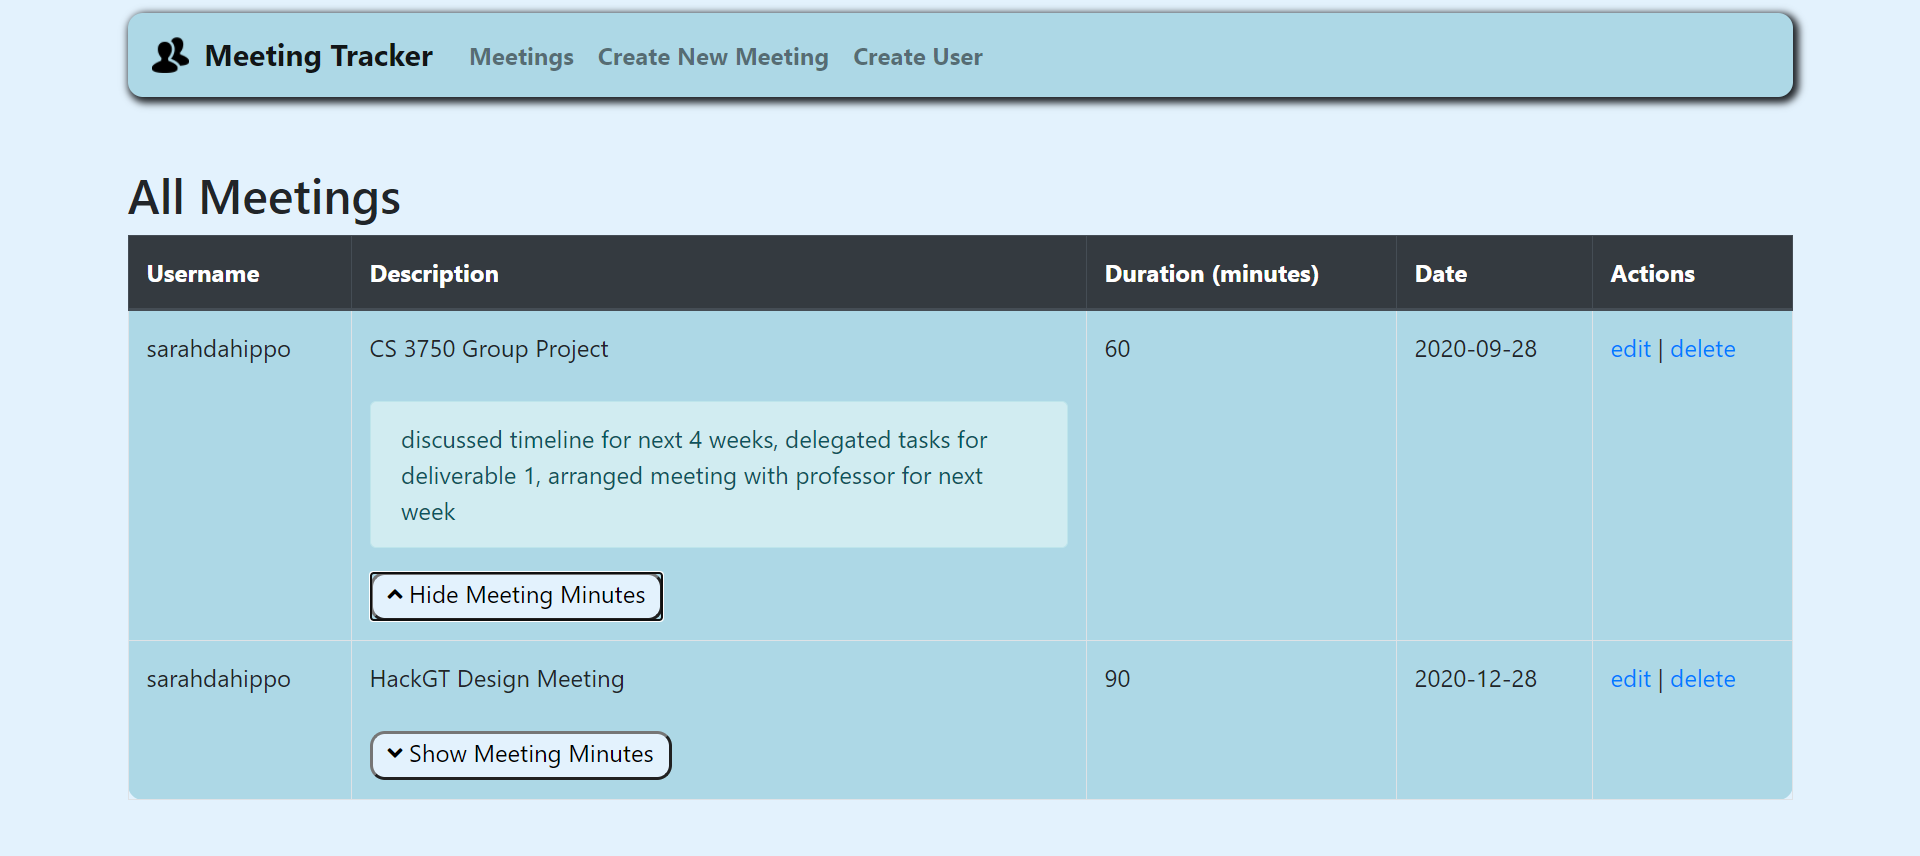 Meeting Tracker Meetings Create New Meeting Create User
All Meetings
Username Description Duration (minutes) Date Actions
sarahdahippo CS 3750 Group Project 60 2020-09-28 edit | delete
discussed timeline for next 4 weeks, delegated tasks for
deliverable 1, arranged meeting with professor for next
week
Hide Meeting Minutes
sarahdahippo HackGT Design Meeting 90 2020-12-28 edit | delete
Show Meeting Minutes